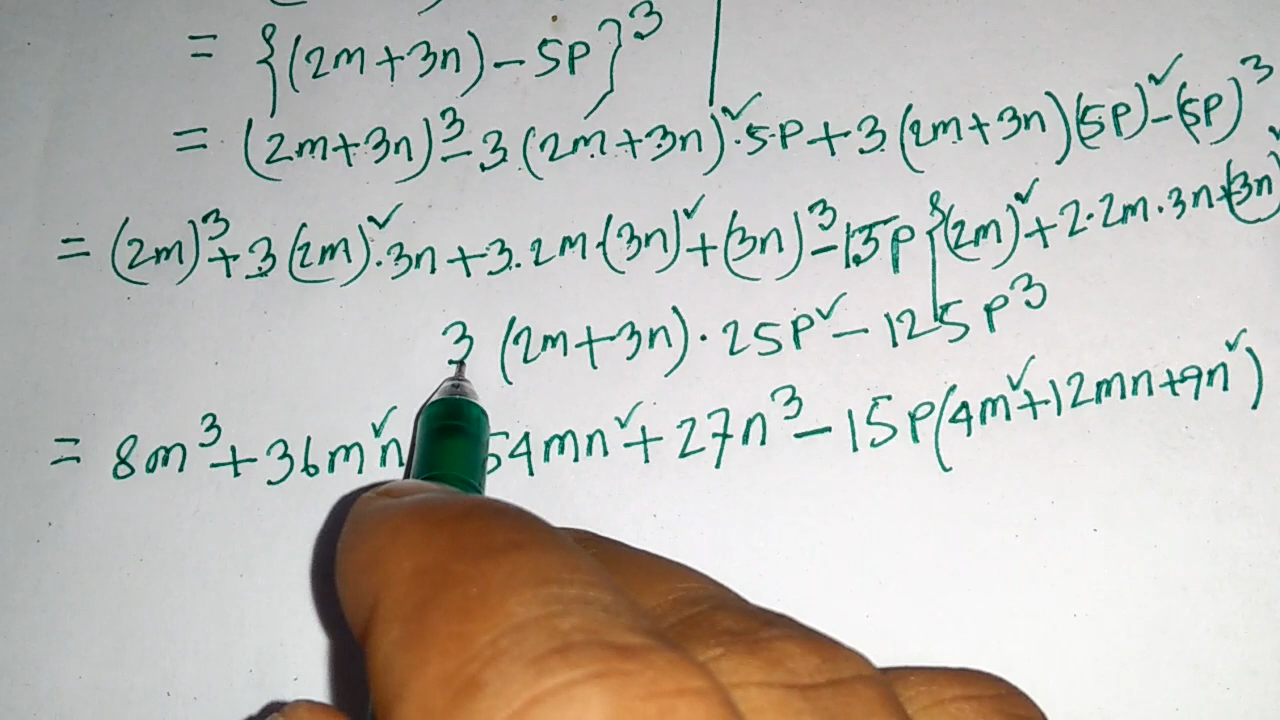 = {(2m+3n)-5p}³
= (2m+3n)³-3(2m+3n)²·5p+3(2m+3n)(5p)²-(5p)³
= (2m)³+3(2m)²·3n+3·2m·(3n)²+(3n)³-15p{(2m)²+2·2m·3n+(3n)
3(2m+3n)·25p²-125p³
= 8m³+36m²n 54mn²+27n³-15p(4m²+12mn+9n²)